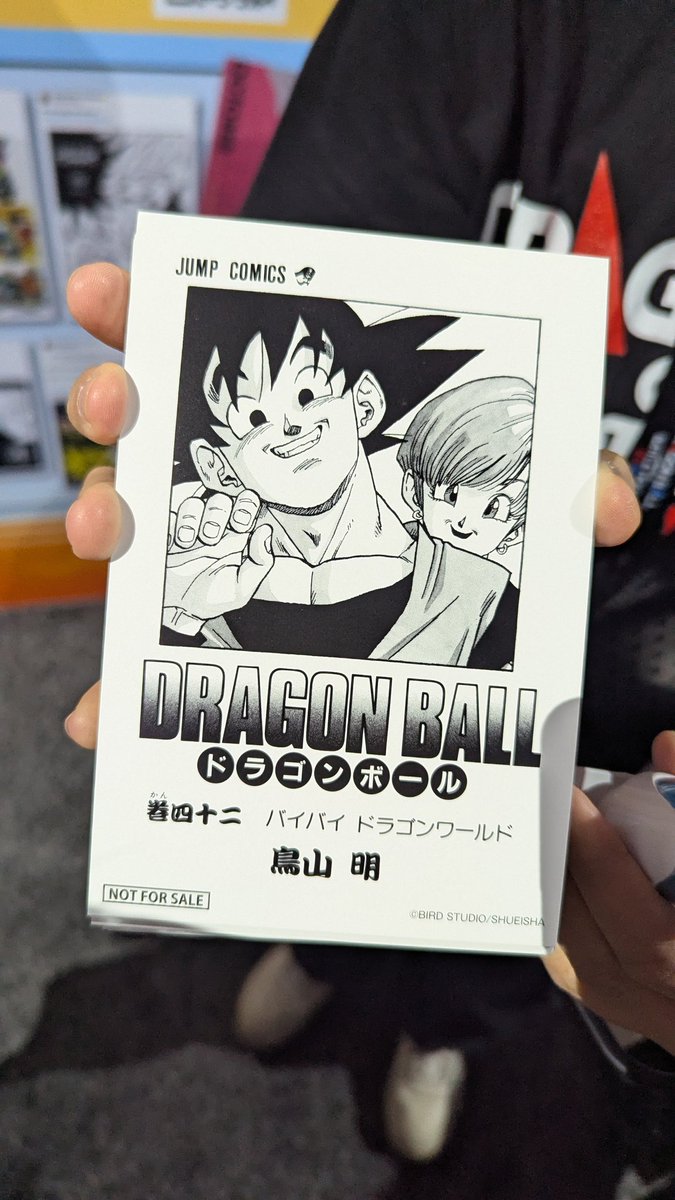 JUMP COMICS
DRAGON BALL
ドラゴンボール
かん
巻四十二 バイバイ ドラゴンワールド
鳥山 明
NOT FOR SALE
©BIRD STUDIO/SHUEISHA